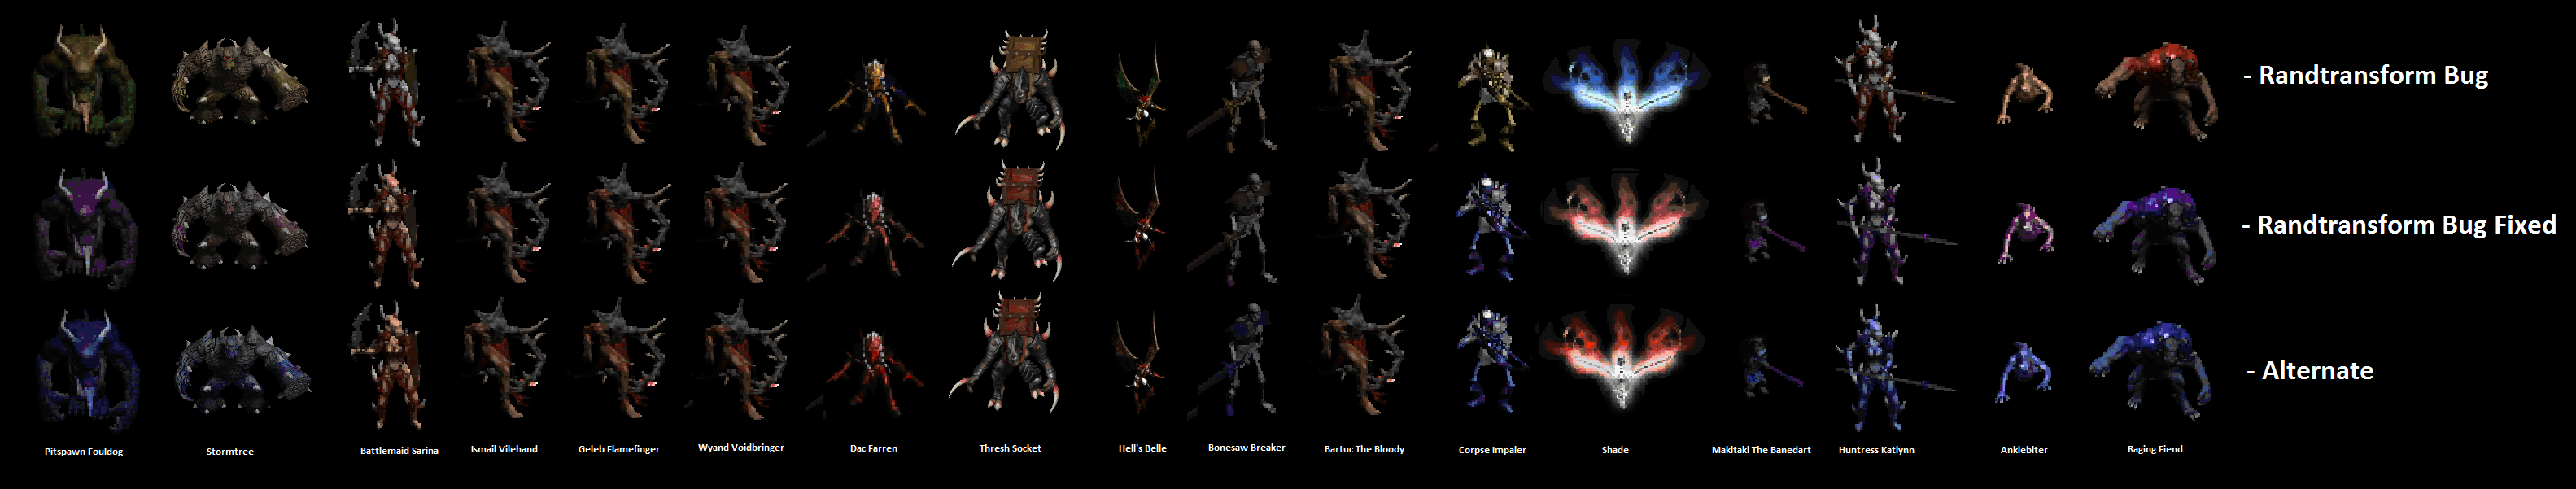 - Randtransform Bug
- Randtransform Bug Fixed
- Alternate
Pitspawn Fouldog
Stormtree
Battlemaid Sarina
Ismail Vilehand
Geleb Flamefinger
Wyand Voidbringer
Dac Farren
Thresh Socket
Hell's Belle
Bonesaw Breaker
Bartuc The Bloody
Corpse Impaler
Shade
Makitaki The Banedart
Huntress Katlynn
Anklebiter
Raging Fiend